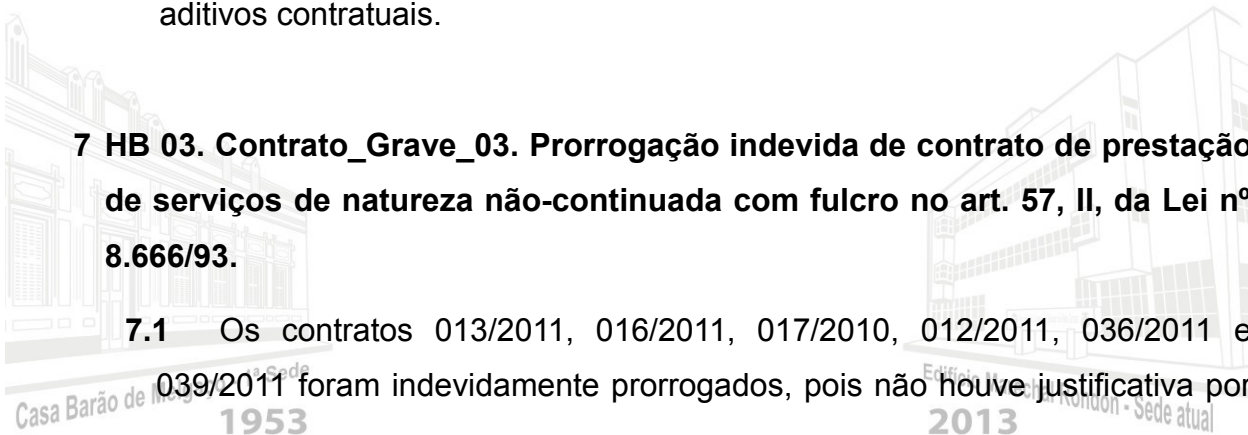 aditivos contratuais.
7 HB 03. Contrato_Grave_03. Prorrogação indevida de contrato de prestação
de serviços de natureza não-continuada com fulcro no art. 57, II, da Lei nº
8.666/93.
7.1 Os contratos 013/2011, 016/2011, 017/2010, 012/2011, 036/2011 e
039/2011 foram indevidamente prorrogados, pois não houve justificativa por
Casa Barão de 1ª Sede
1953
Rondon - Sede atual
2013